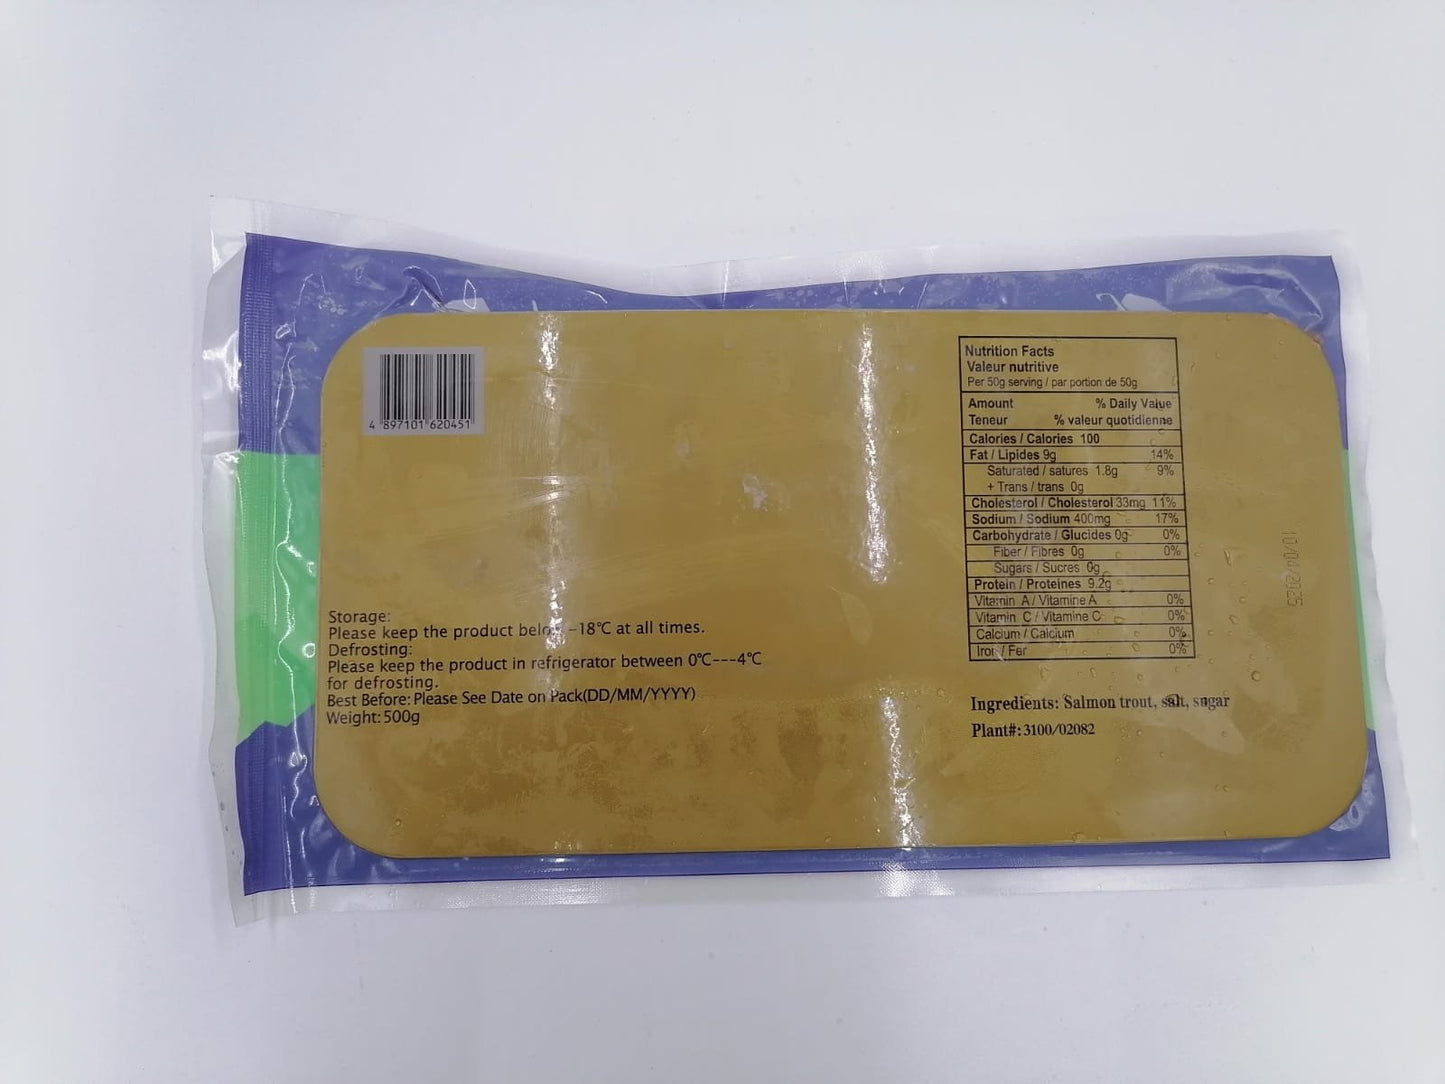 4 897101 620451
Storage:
Please keep the product below -18℃ at all times.
Defrosting:
Please keep the product in refrigerator between 0℃---4℃
for defrosting.
Best Before: Please See Date on Pack(DD/MM/YYYY)
Weight: 500g
Nutrition Facts
Valeur nutritive
Per 50g serving / par portion de 50g
Amount % Daily Value
Teneur % valeur quotidienne
Calories / Calories 100
Fat / Lipides 9g 14%
Saturated / satures 1.8g 9%
+ Trans / trans 0g
Cholesterol / Cholesterol 33mg 11%
Sodium / Sodium 400mg 17%
Carbohydrate / Glucides 0g 0%
Fiber / Fibres 0g 0%
Sugars / Sucres 0g
Protein / Proteines 9.2g
Vitamin A / Vitamine A 0%
Vitamin C / Vitamine C 0%
Calcium / Calcium 0%
Iron / Fer 0%
Ingredients: Salmon trout, salt, sugar
Plant#: 3100/02082
10/04/2025